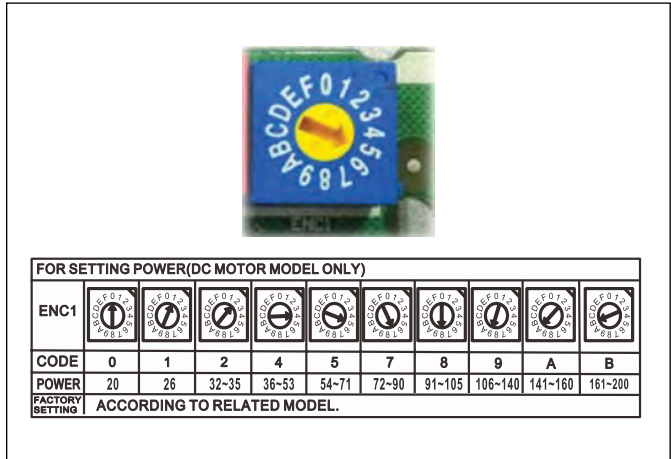 0123456789ABCDEF
ENC1
FOR SETTING POWER(DC MOTOR MODEL ONLY)
ENC1
CODE 0 1 2 4 5 7 8 9 A B
POWER 20 26 32~35 36~53 54~71 72~90 91~105 106~140 141~160 161~200
FACTORY SETTING ACCORDING TO RELATED MODEL.